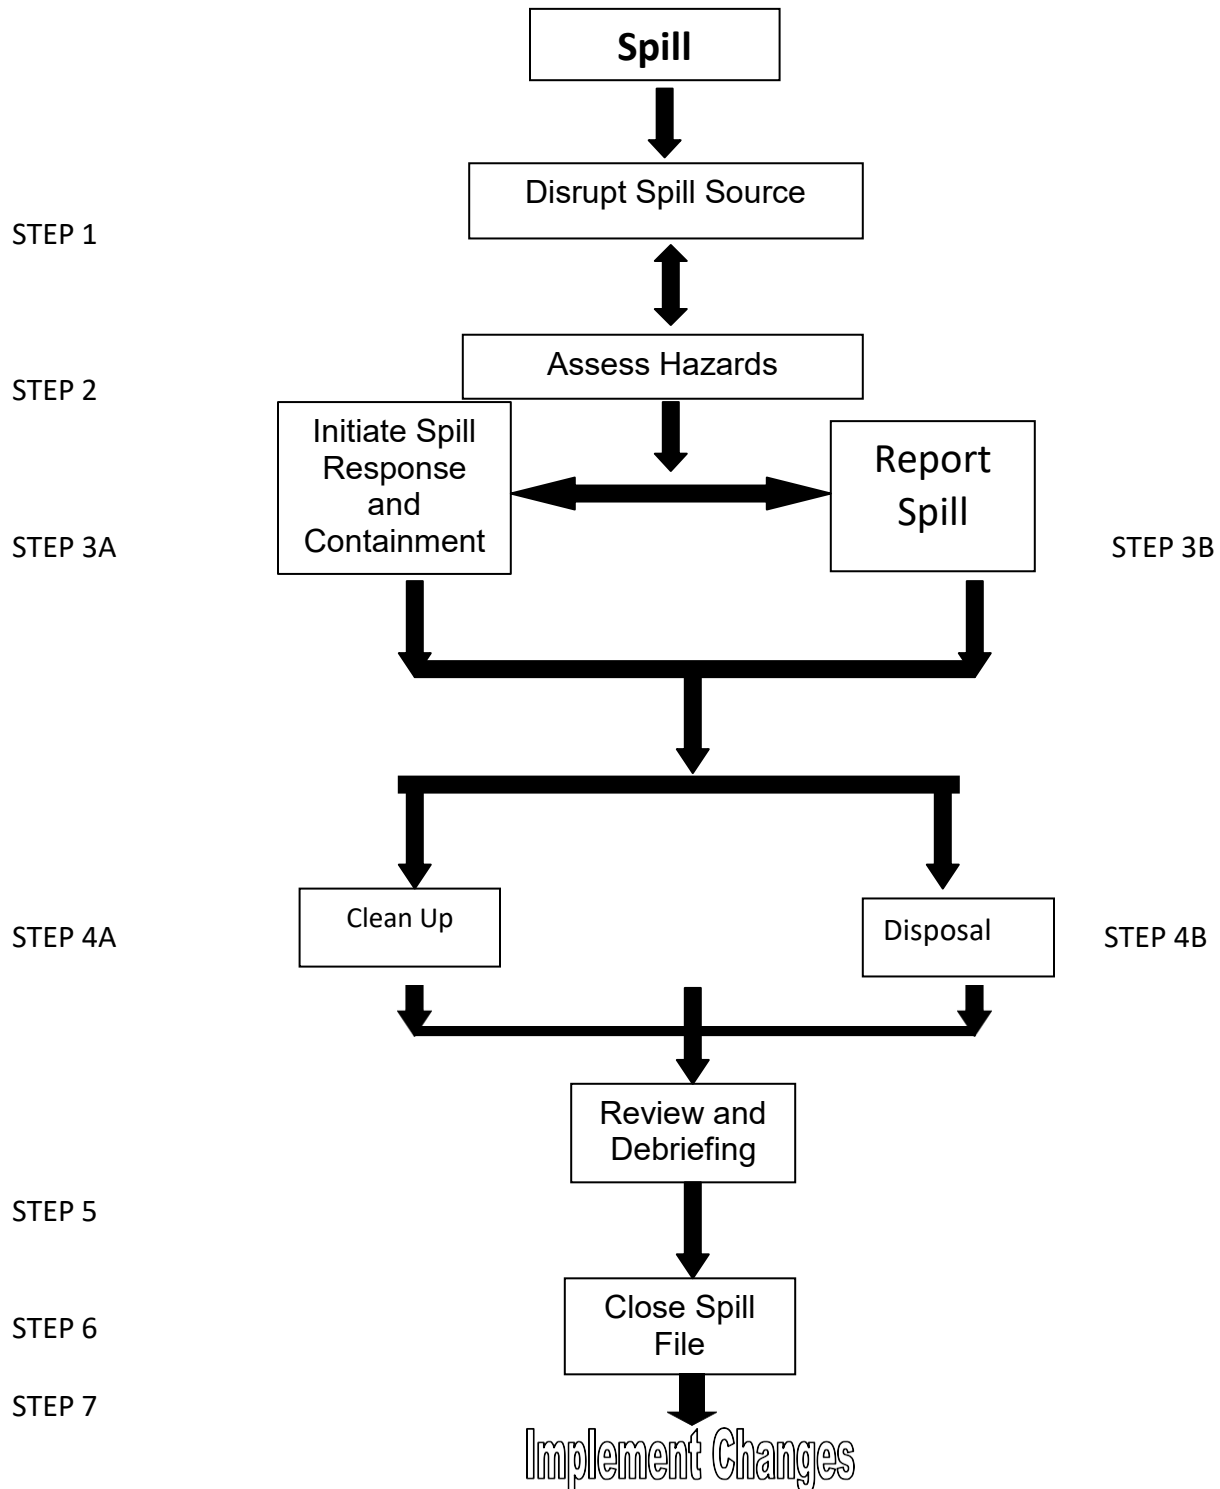 Spill
Disrupt Spill Source
STEP 1
Assess Hazards
STEP 2
Initiate Spill
Response
and
Containment
Report
Spill
STEP 3A
STEP 3B
Clean Up
Disposal
STEP 4A
STEP 4B
Review and
Debriefing
STEP 5
Close Spill
File
STEP 6
STEP 7
Implement Changes